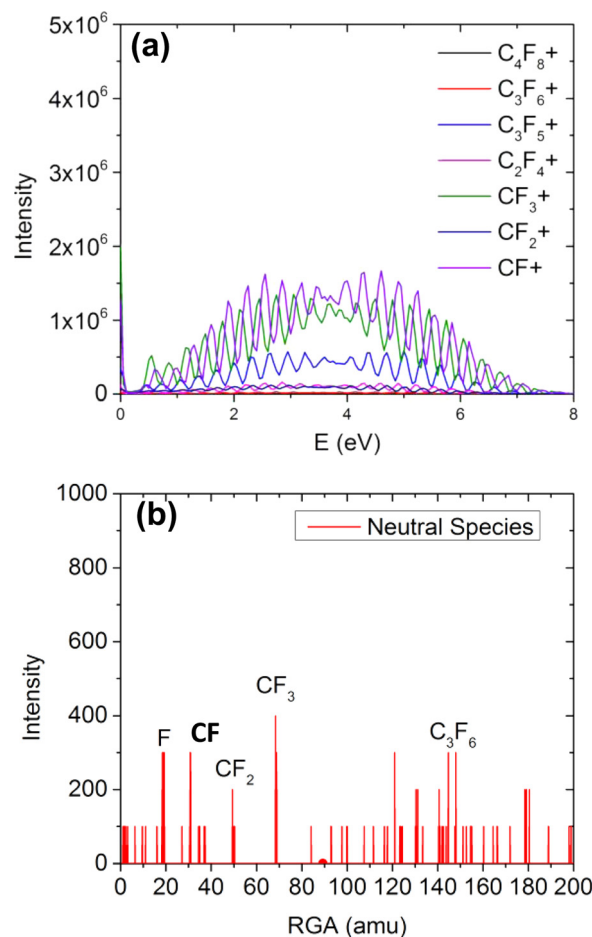 (a)
5x10⁶
4x10⁶
3x10⁶
2x10⁶
1x10⁶
0
Intensity
C₄F₈+
C₃F₆+
C₃F₅+
C₂F₄+
CF₃+
CF₂+
CF+
0 2 4 6 8
E (eV)
(b)
1000
800
600
400
200
0
Intensity
Neutral Species
F
CF
CF₂
CF₃
C₃F₆
0 20 40 60 80 100 120 140 160 180 200
RGA (amu)